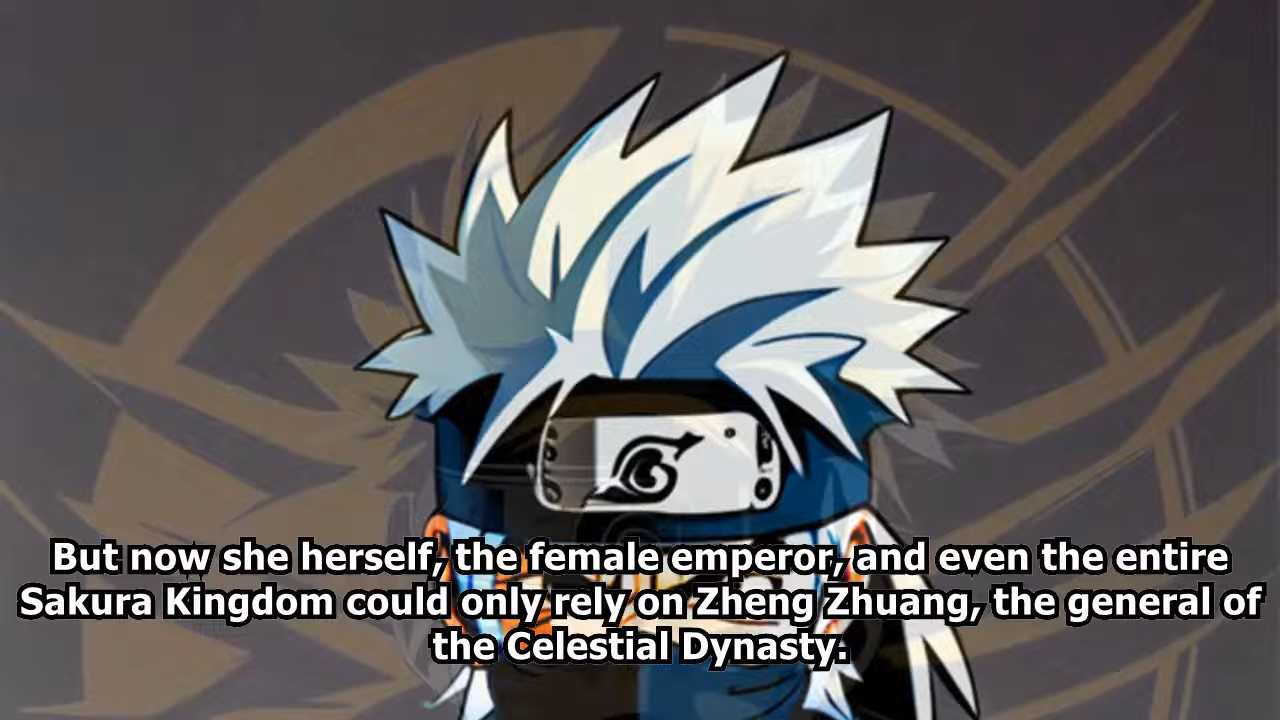 But now she herself, the female emperor, and even the entire
Sakura Kingdom could only rely on Zheng Zhuang, the general of
the Celestial Dynasty.